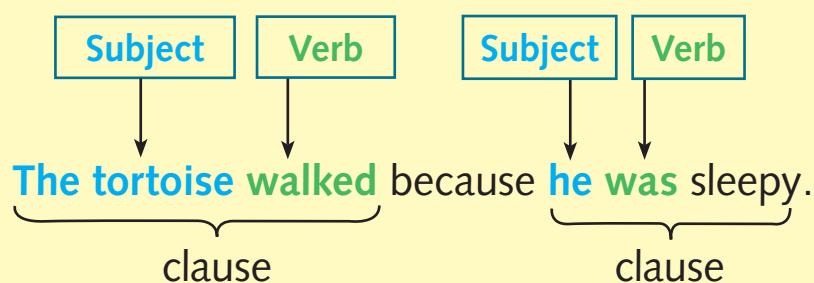 Subject Verb Subject Verb
The tortoise walked because he was sleepy.
clause clause